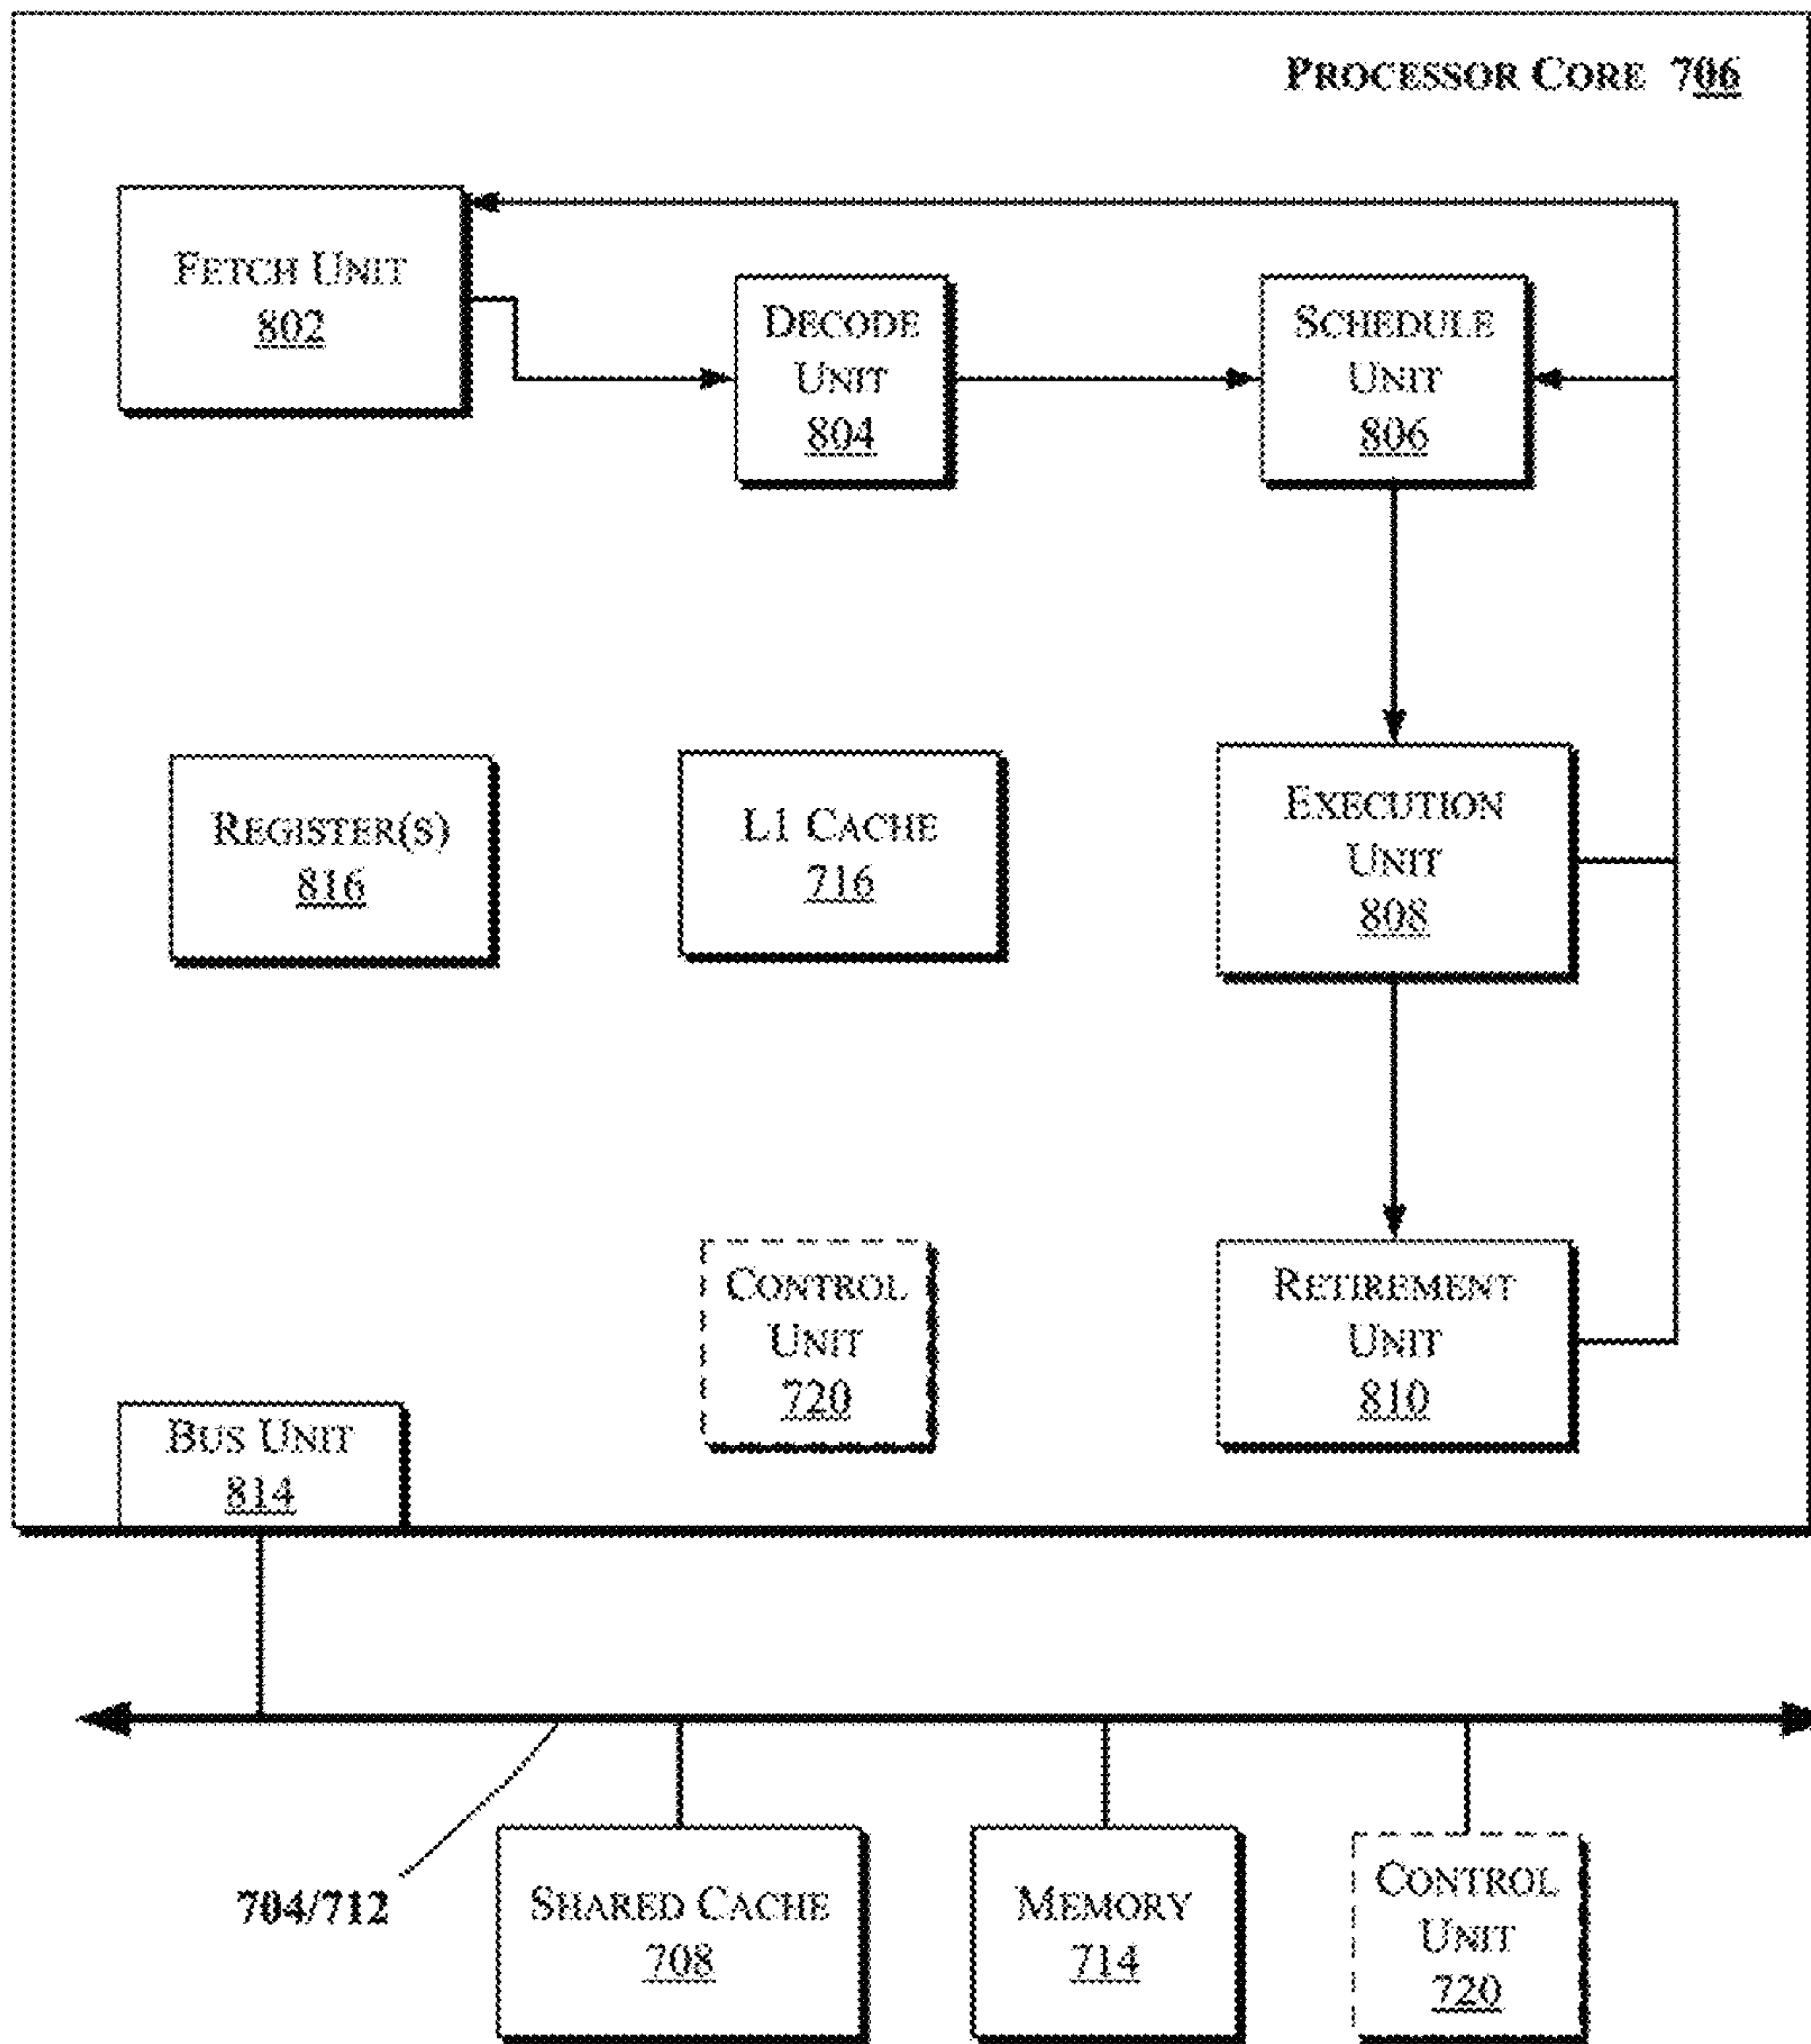 PROCESSOR CORE 706
FETCH UNIT
802
DECODE
UNIT
804
SCHEDULE
UNIT
806
REGISTER(S)
816
L1 CACHE
716
EXECUTION
UNIT
808
CONTROL
UNIT
720
RETIREMENT
UNIT
810
BUS UNIT
814
704/712
SHARED CACHE
708
MEMORY
714
CONTROL
UNIT
720